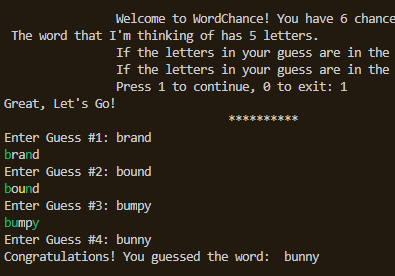 Welcome to WordChance! You have 6 chance
The word that I'm thinking of has 5 letters.
If the letters in your guess are in the
If the letters in your guess are in the
Press 1 to continue, 0 to exit: 1
Great, Let's Go!
**********
Enter Guess #1: brand
brand
Enter Guess #2: bound
bound
Enter Guess #3: bumpy
bumpy
Enter Guess #4: bunny
Congratulations! You guessed the word:  bunny